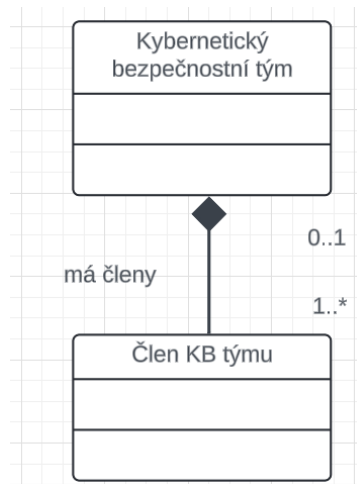 Kybernetický
bezpečnostní tým
0..1
má členy
1..*
Člen KB týmu